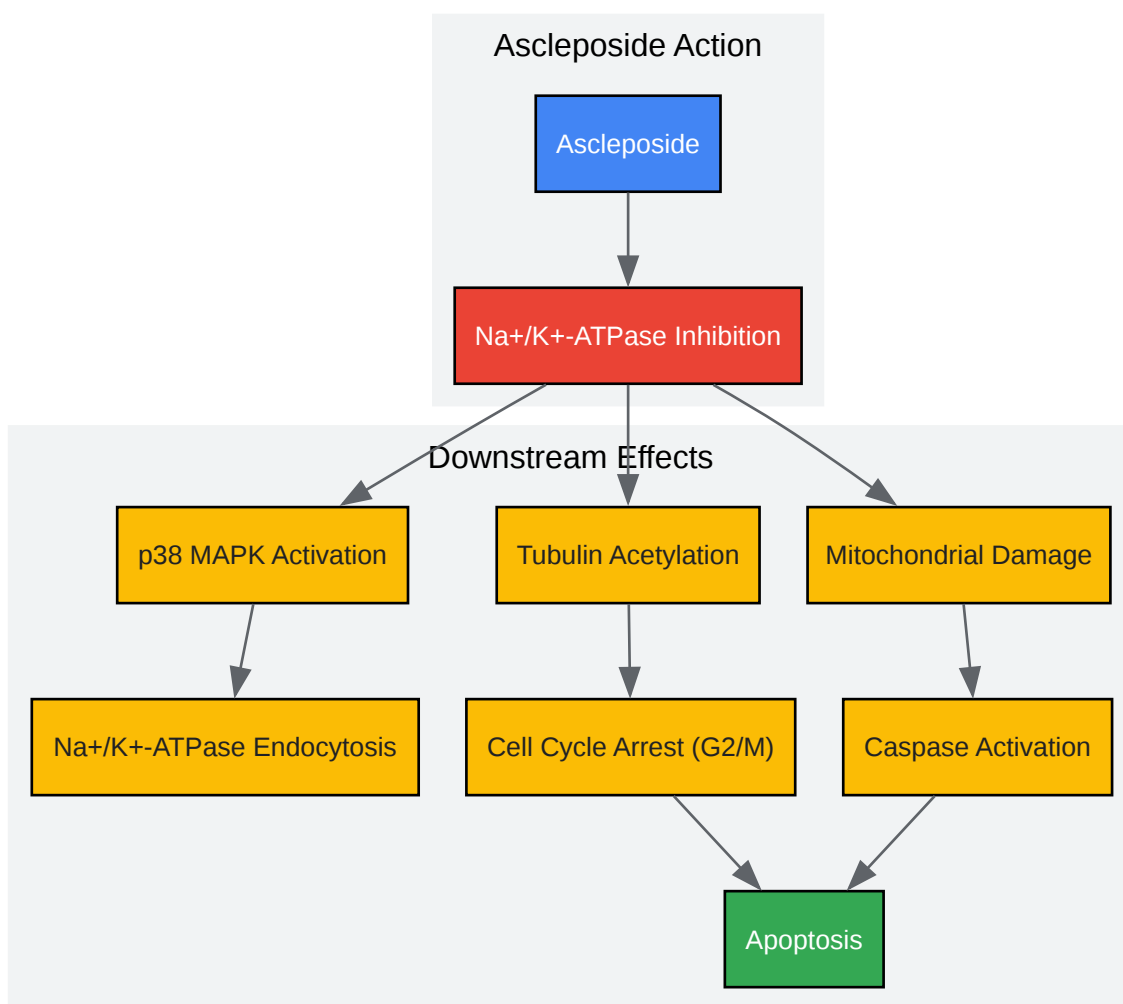 Ascleposide Action
Ascleposide
Na+/K+-ATPase Inhibition
Downstream Effects
p38 MAPK Activation
Tubulin Acetylation
Mitochondrial Damage
Na+/K+-ATPase Endocytosis
Cell Cycle Arrest (G2/M)
Caspase Activation
Apoptosis